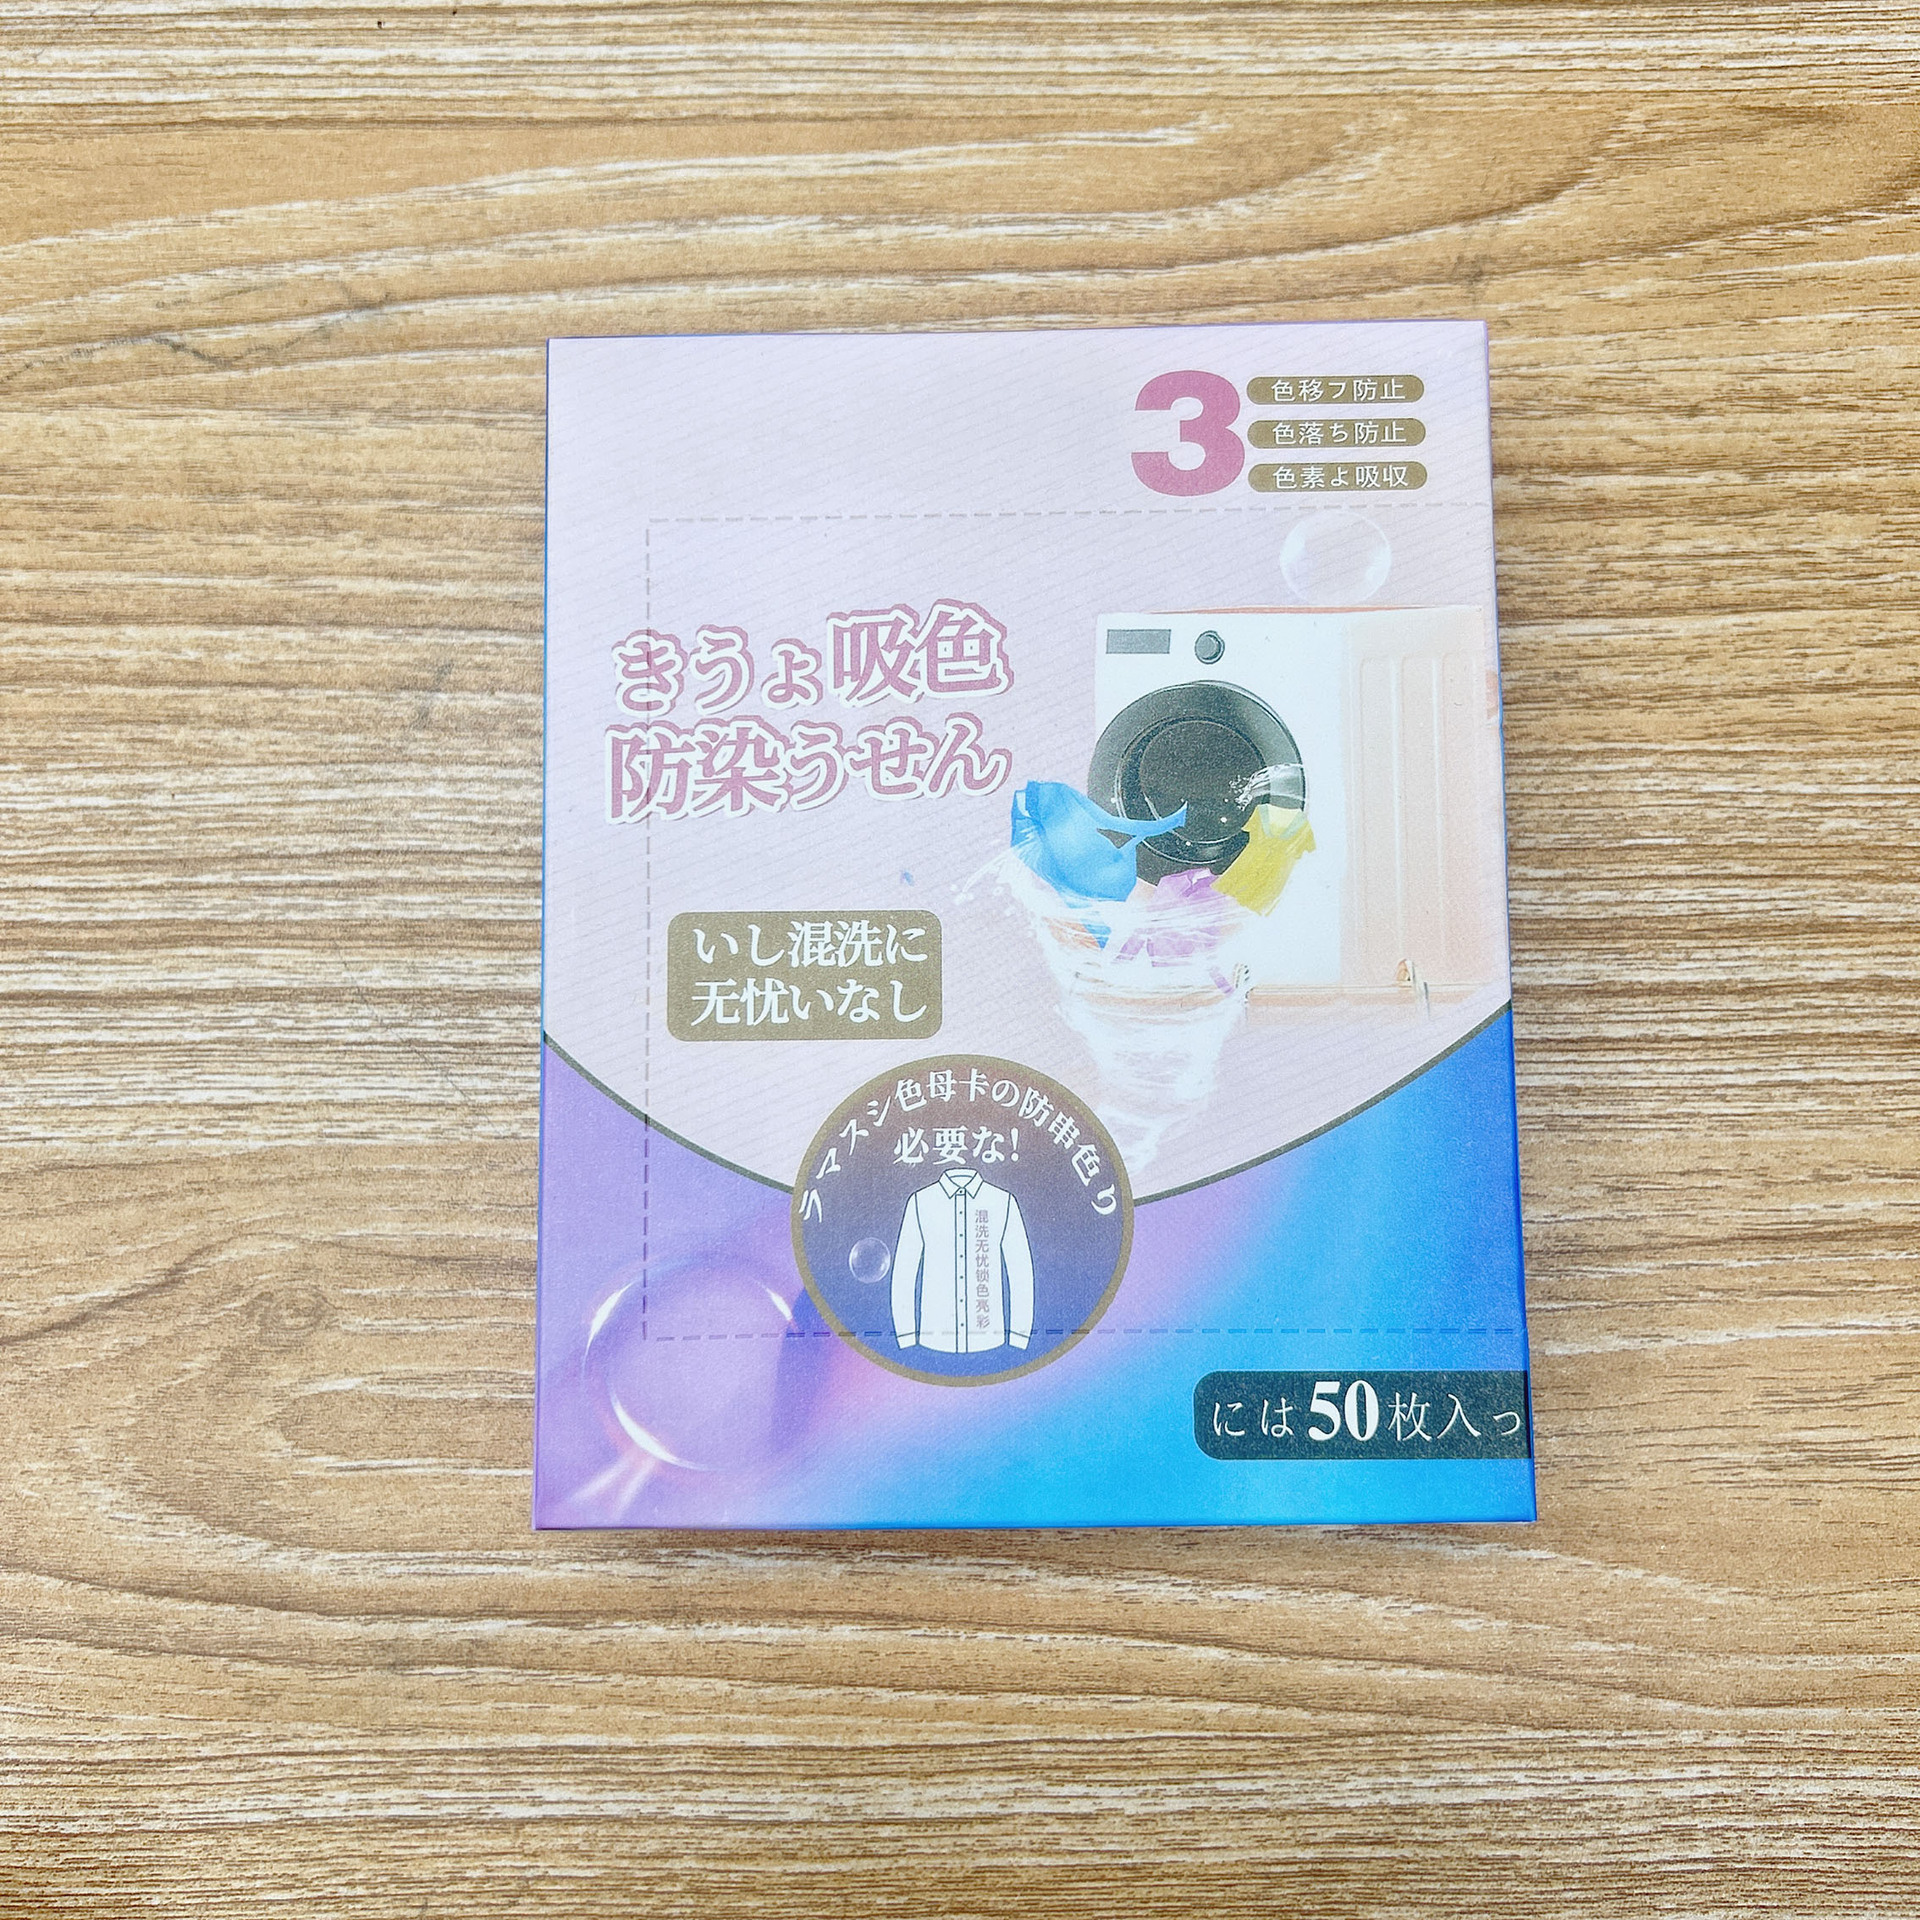 3
色移フ防止
色落ち防止
色素よ吸収
きうょ吸色
防染うせん
いし混洗に
无忧いなし
ラマスシ色母卡の防串色り
必要な!
混洗无忧锁色亮彩
には50枚入っ